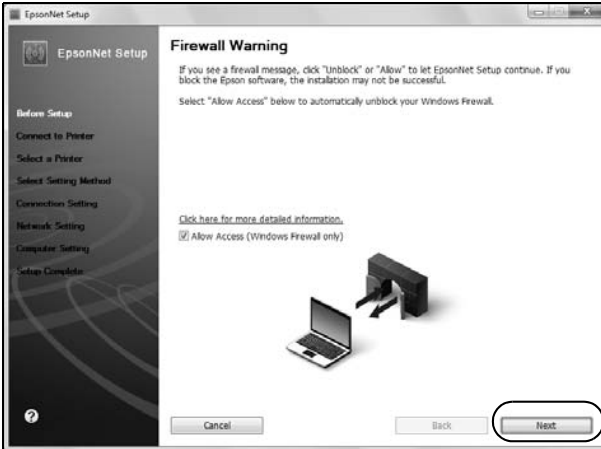 EpsonNet Setup
EpsonNet Setup
Before Setup
Connect to Printer
Select a Printer
Select Setting Method
Connection Setting
Network Setting
Computer Setting
Setup Complete
?
Firewall Warning
If you see a firewall message, click "Unblock" or "Allow" to let EpsonNet Setup continue. If you
block the Epson software, the installation may not be successful.
Select "Allow Access" below to automatically unblock your Windows Firewall.
Click here for more detailed information.
Allow Access (Windows Firewall only)
Cancel
Back
Next